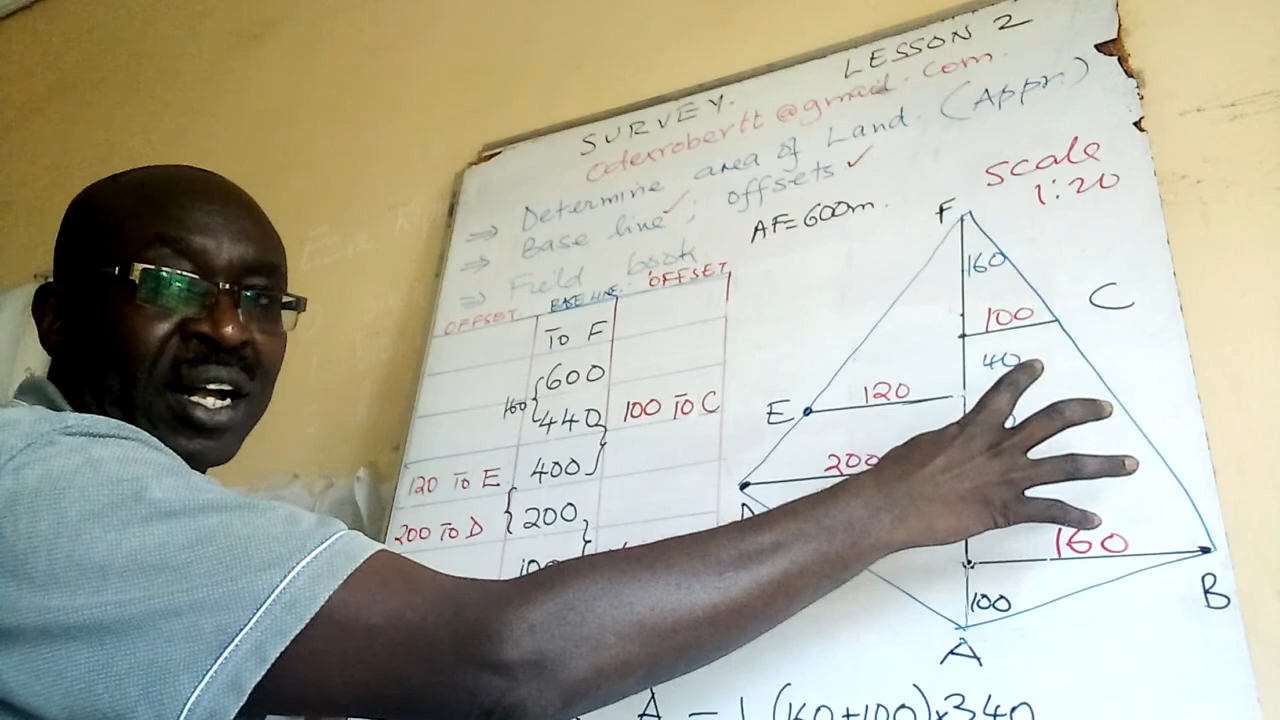 LESSON 2
SURVEY.
Odexrobertt@gmail.com.
⇒ Determine area of Land. (Appr.)
⇒ Base line✓; offsets ✓
⇒ Field book
AF=600m.
Scale
1:20
OFFSET. BASE LINE. OFFSET
TO F
600
160 { 440 100 TO C
120 TO E 400
200 TO D 200
100
F
160
100 C
40
E 120
200
D
160
B
100
A
A = 1 (160+100)x340